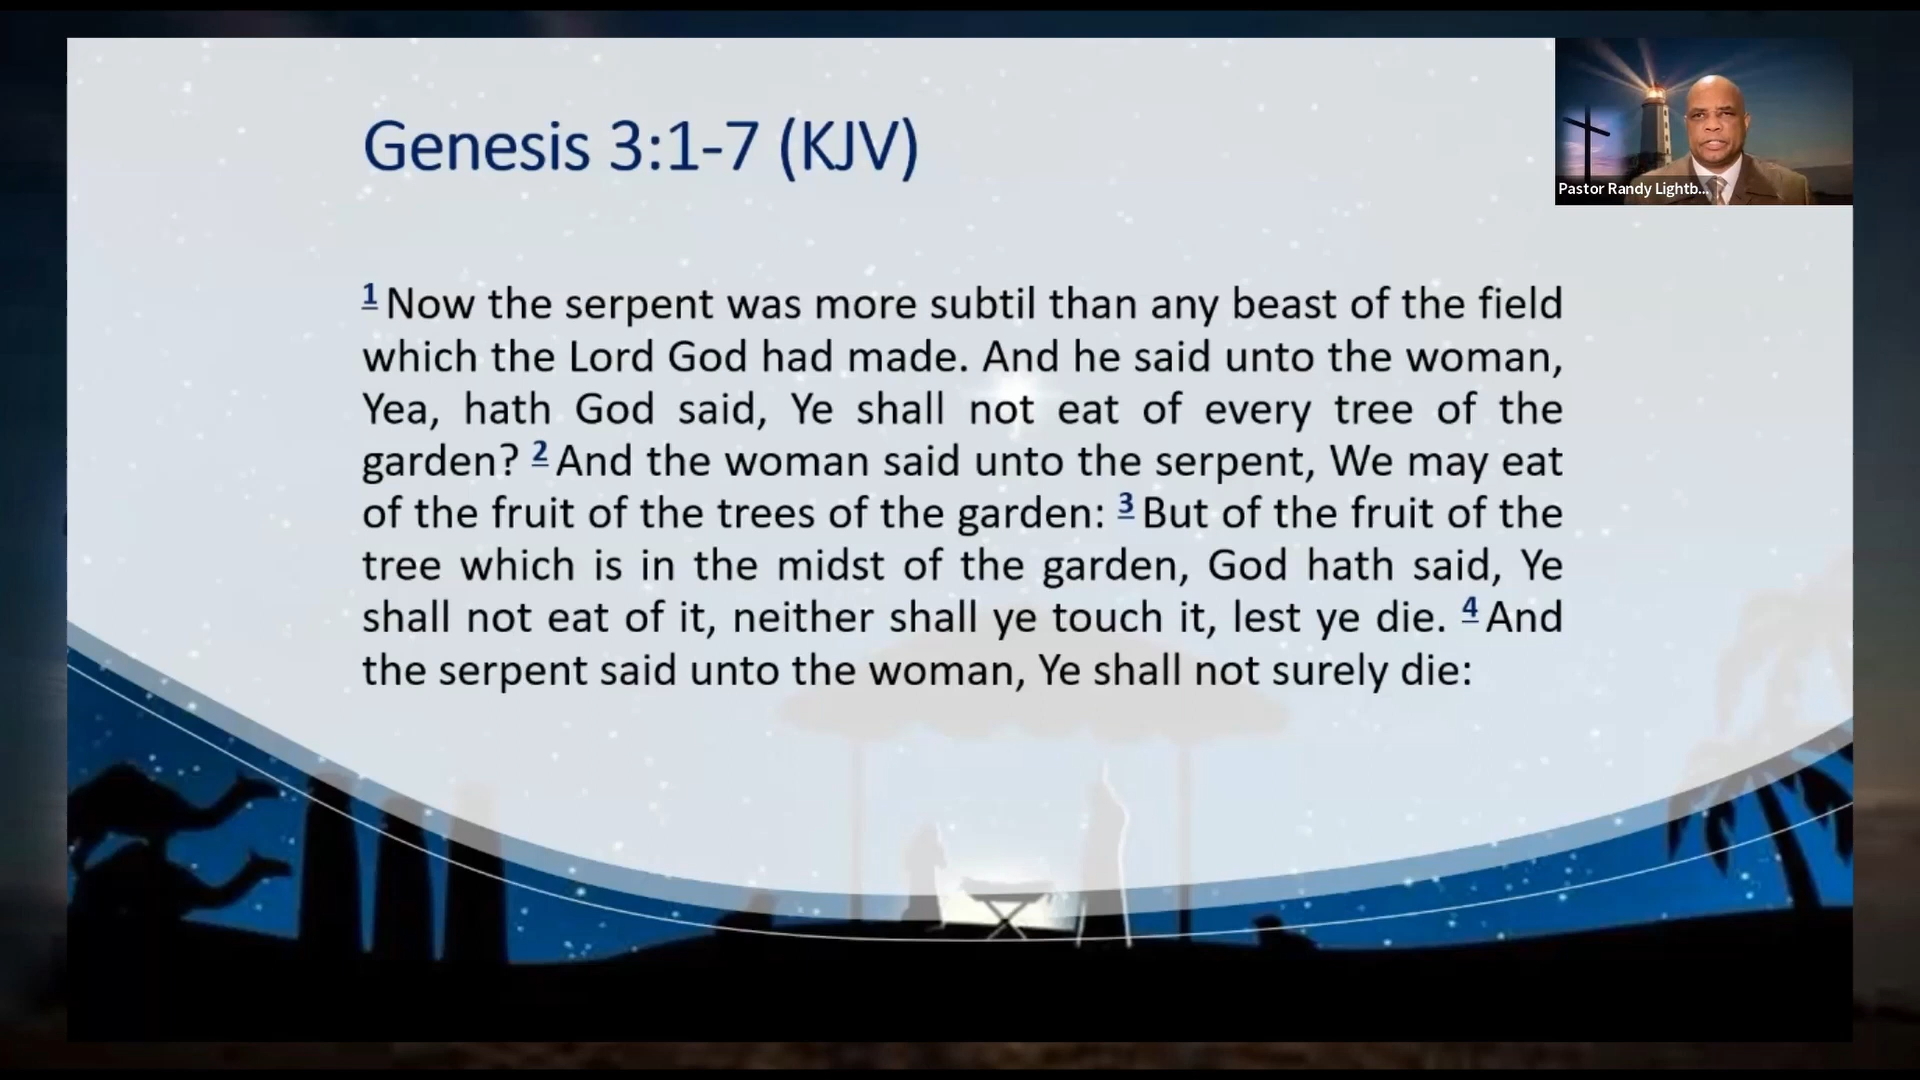 Genesis 3:1-7 (KJV)
Pastor Randy Lightb...
1 Now the serpent was more subtil than any beast of the field
which the Lord God had made. And he said unto the woman,
Yea, hath God said, Ye shall not eat of every tree of the
garden? 2 And the woman said unto the serpent, We may eat
of the fruit of the trees of the garden: 3 But of the fruit of the
tree which is in the midst of the garden, God hath said, Ye
shall not eat of it, neither shall ye touch it, lest ye die. 4 And
the serpent said unto the woman, Ye shall not surely die: